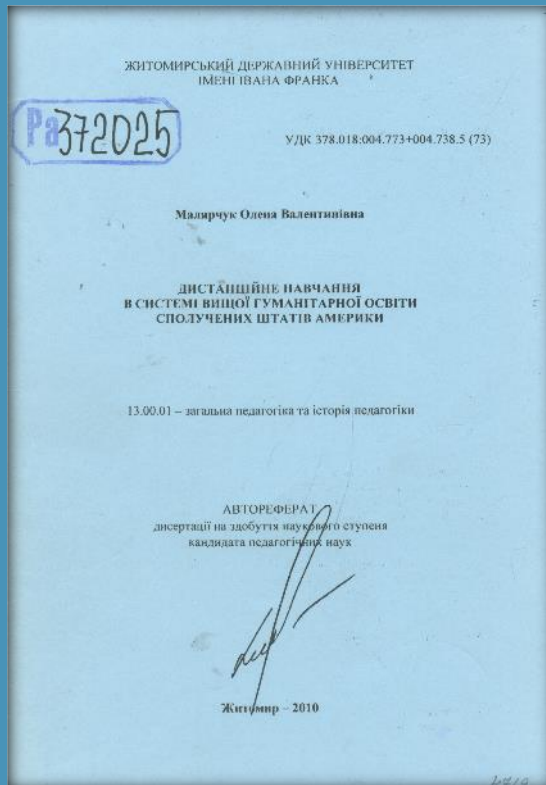 ЖИТОМИРСЬКИЙ ДЕРЖАВНИЙ УНІВЕРСИТЕТ
ІМЕНІ ІВАНА ФРАНКА
Ра372025
УДК 378.018:004.773+004.738.5 (73)
Малярчук Олена Валентинівна
ДИСТАНЦІЙНЕ НАВЧАННЯ
В СИСТЕМІ ВИЩОЇ ГУМАНІТАРНОЇ ОСВІТИ
СПОЛУЧЕНИХ ШТАТІВ АМЕРИКИ
13.00.01 – загальна педагогіка та історія педагогіки
АВТОРЕФЕРАТ
дисертації на здобуття наукового ступеня
кандидата педагогічних наук
Житомир – 2010